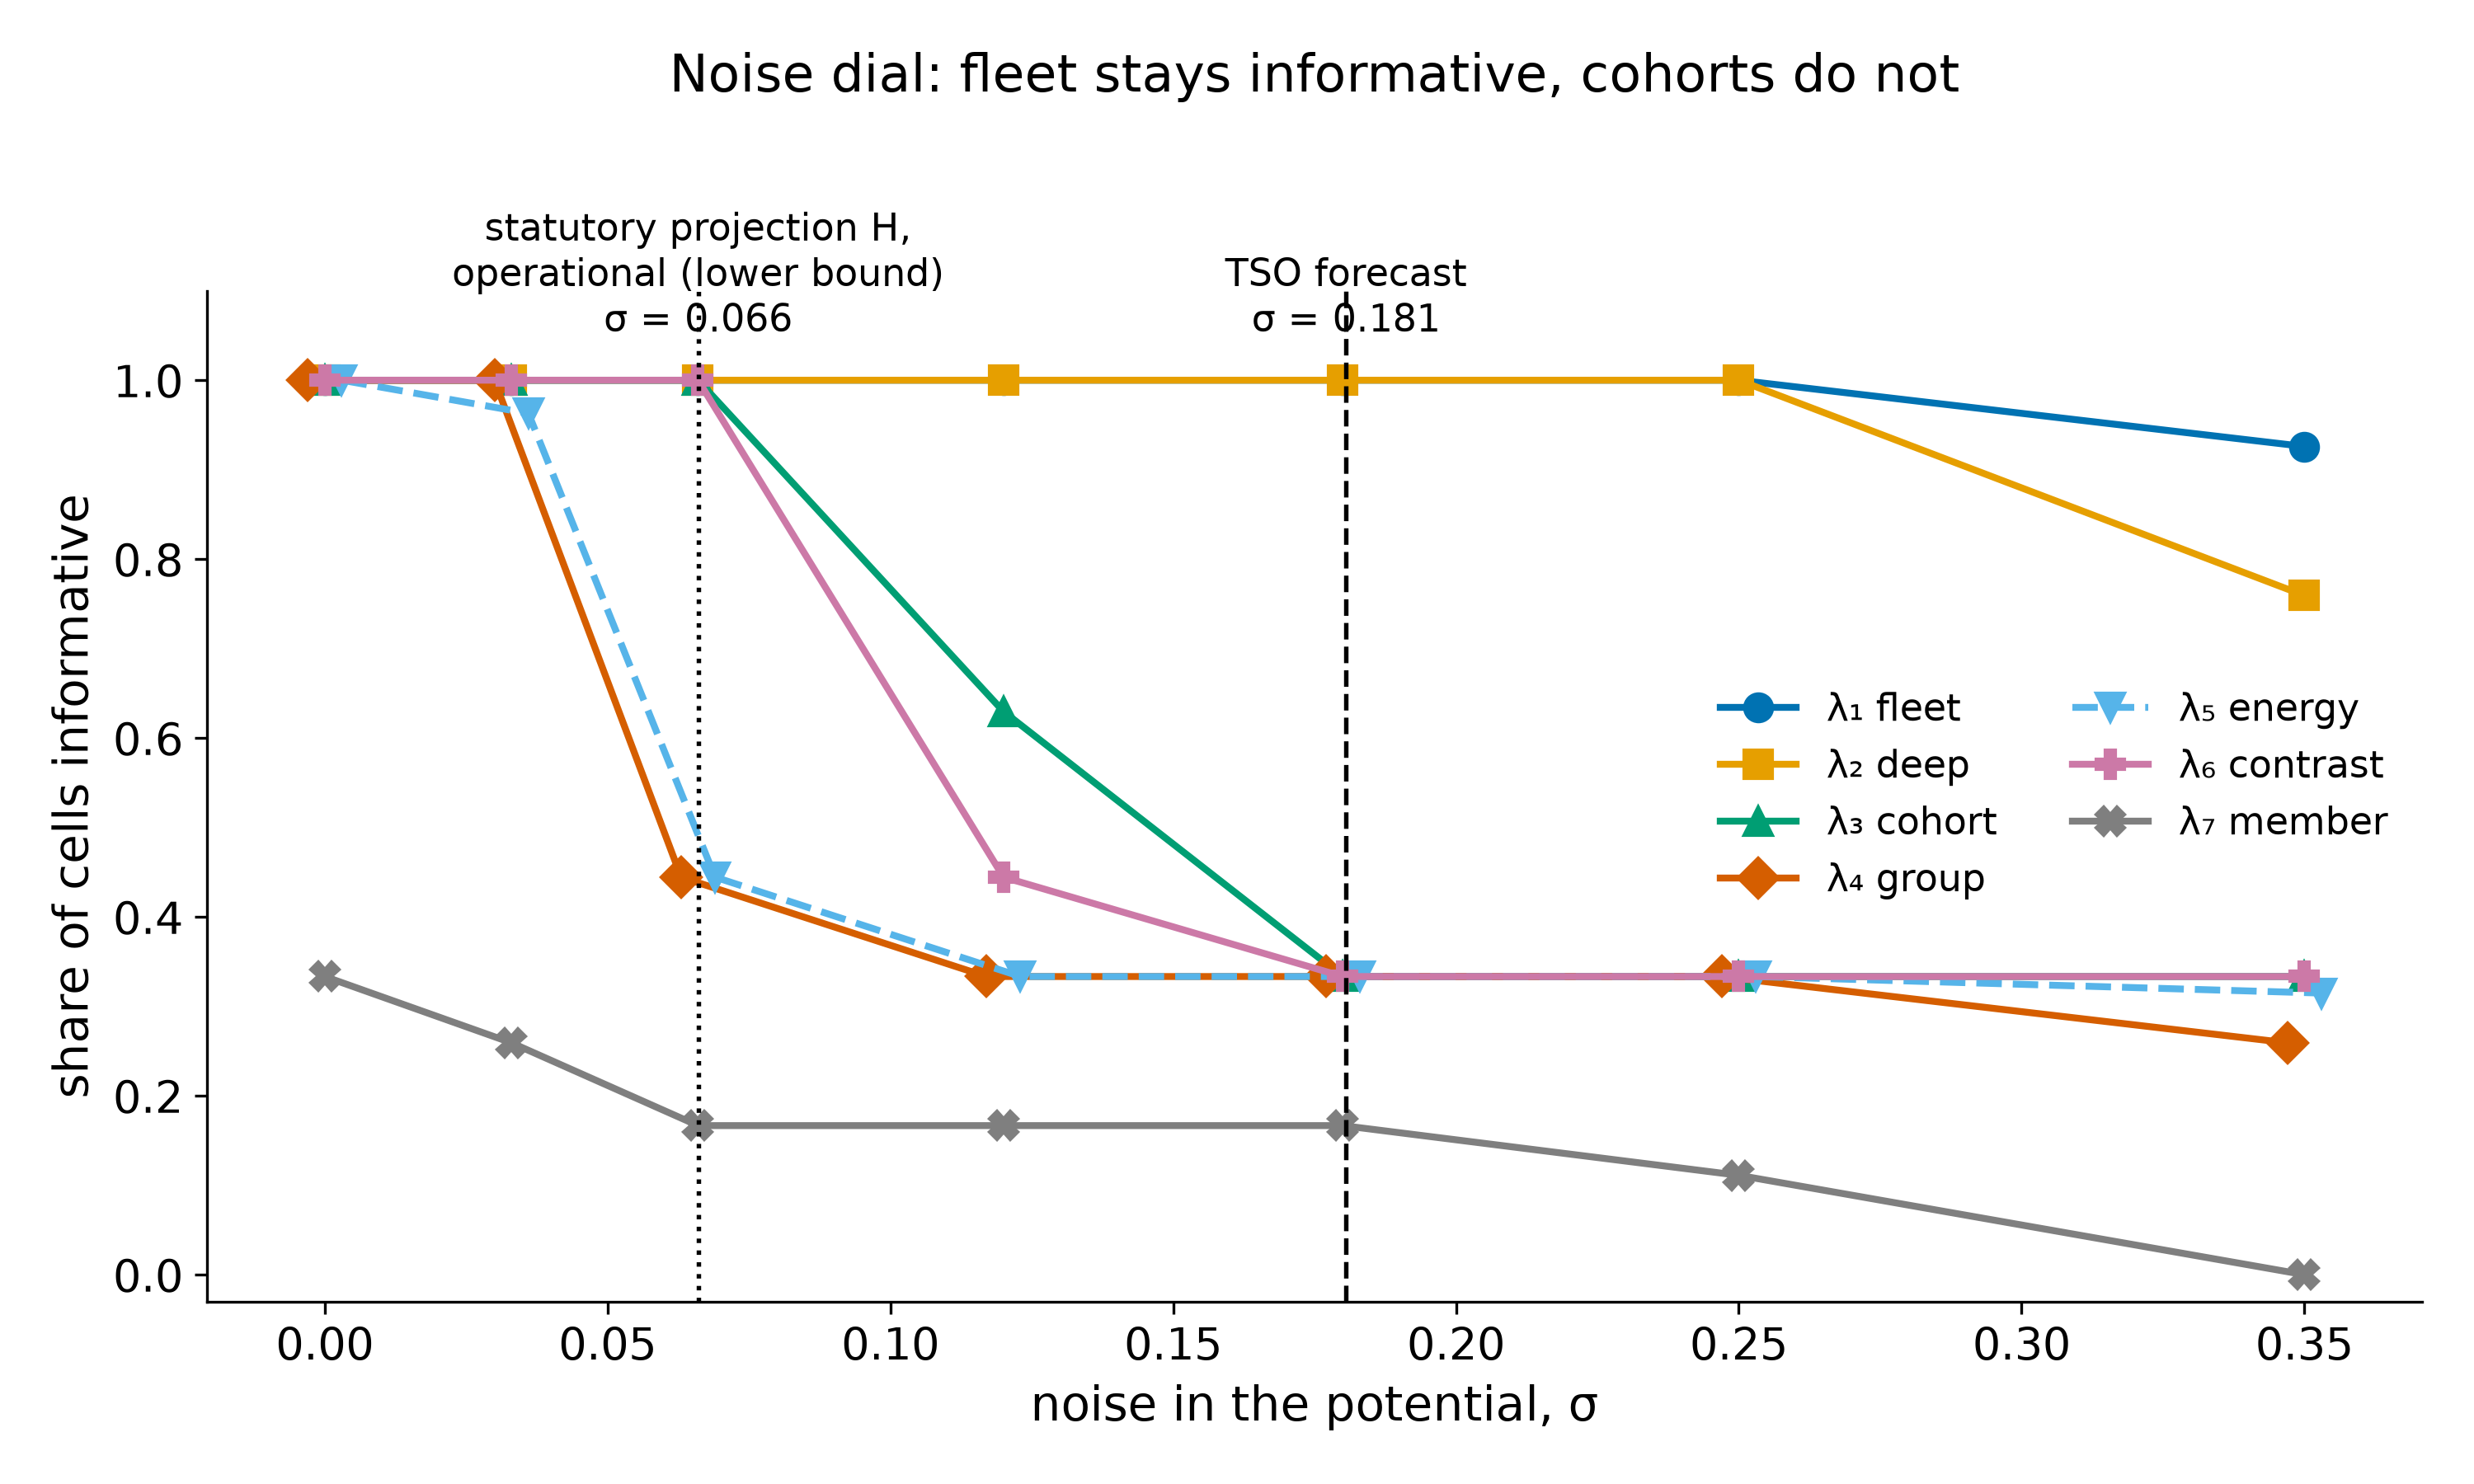 Noise dial: fleet stays informative, cohorts do not
statutory projection H,
operational (lower bound)
σ = 0.066
TSO forecast
σ = 0.181
share of cells informative
1.0
0.8
0.6
0.4
0.2
0.0
λ₁ fleet
λ₂ deep
λ₃ cohort
λ₄ group
λ₅ energy
λ₆ contrast
λ₇ member
0.00
0.05
0.10
0.15
0.20
0.25
0.30
0.35
noise in the potential, σ